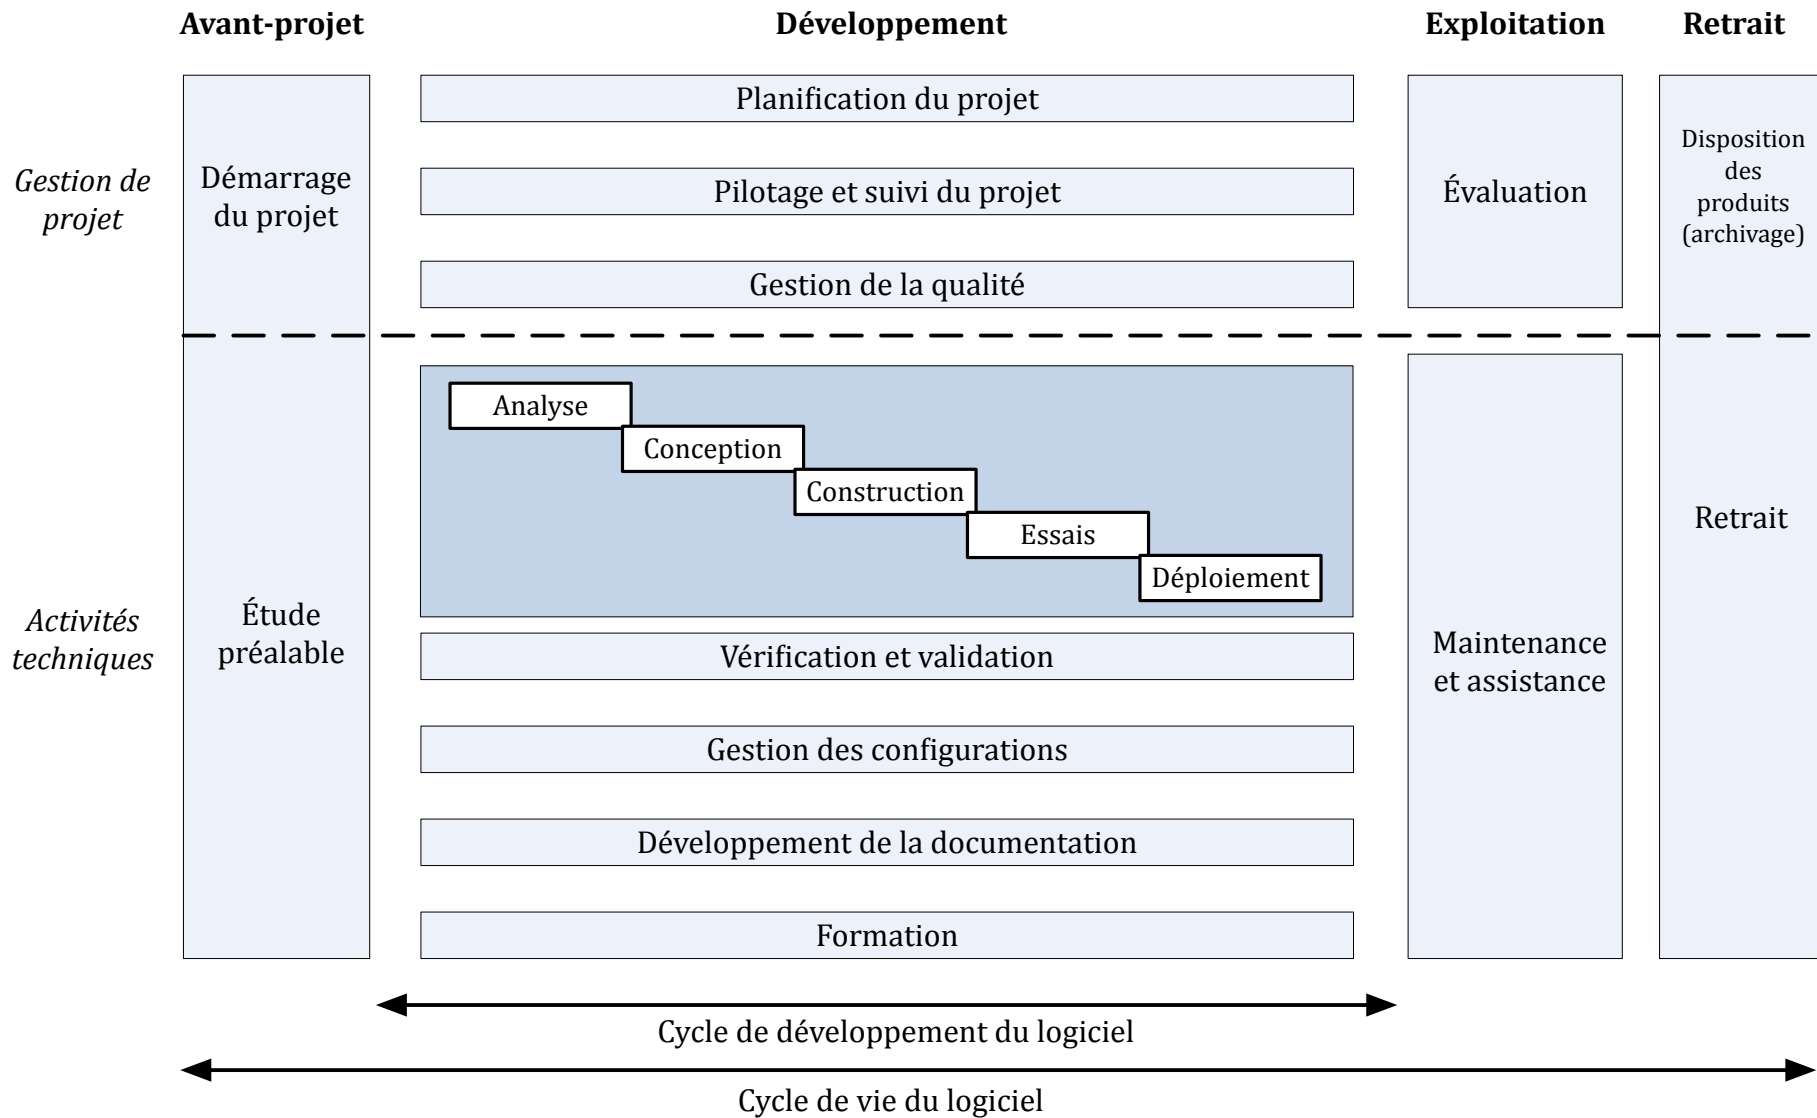 Avant-projet
Développement
Exploitation
Retrait
Gestion de
projet
Démarrage
du projet
Planification du projet
Pilotage et suivi du projet
Gestion de la qualité
Évaluation
Disposition
des
produits
(archivage)
Activités
techniques
Étude
préalable
Analyse
Conception
Construction
Essais
Déploiement
Vérification et validation
Gestion des configurations
Développement de la documentation
Formation
Maintenance
et assistance
Retrait
Cycle de développement du logiciel
Cycle de vie du logiciel